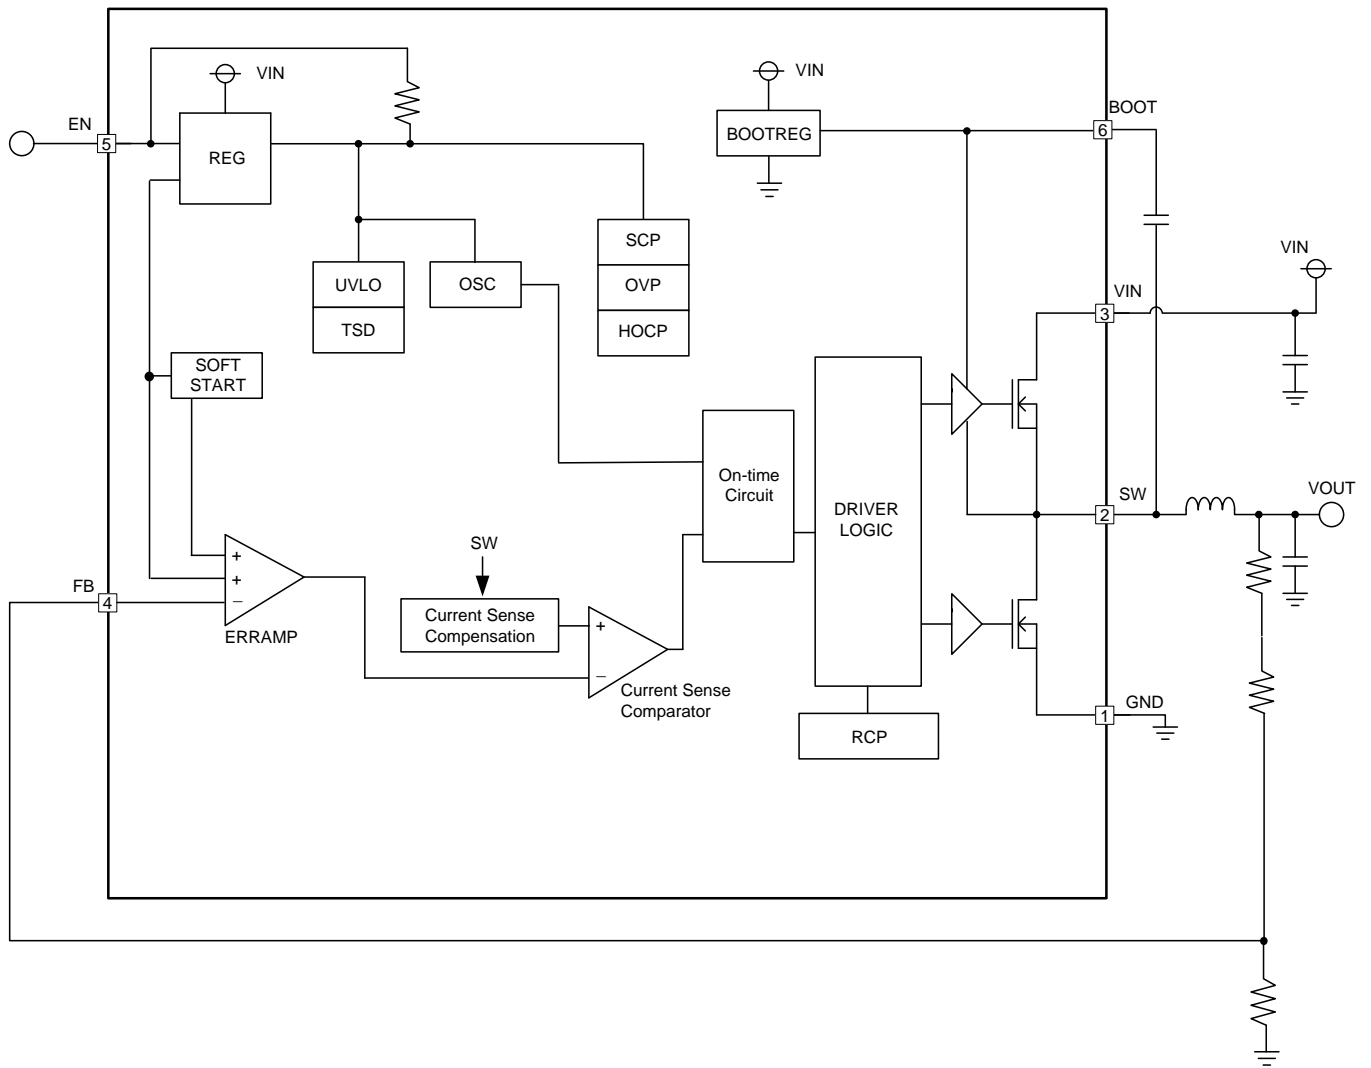 VIN
VIN
BOOT
EN
5
REG
BOOTREG
6
SCP
VIN
UVLO
OSC
OVP
VIN
TSD
HOCP
3
SOFT
START
On-time
Circuit
DRIVER
LOGIC
SW
2
VOUT
SW
+
+
−
FB
4
ERRAMP
Current Sense
Compensation
+
−
Current Sense
Comparator
GND
1
RCP